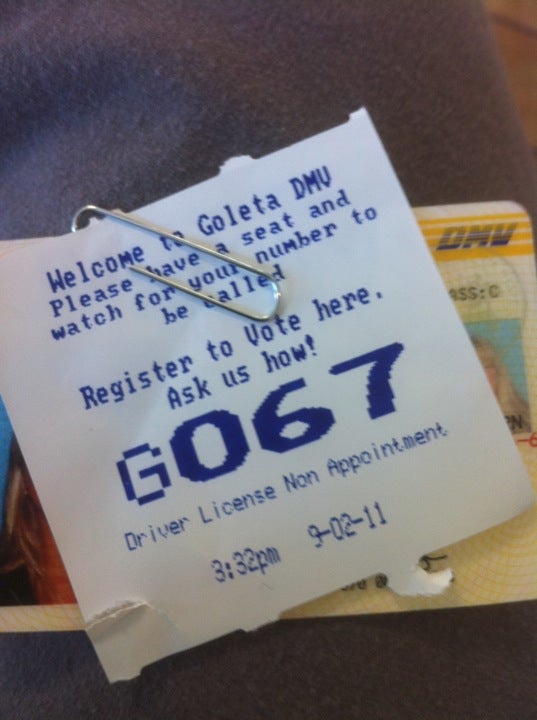 Welcome to Goleta DMV
Please have a seat and
watch for your number to
be called
Register to Vote here.
Ask us how!
G067
Driver License Non Appointment
3:32pm 9-02-11
DMV
ASS:C